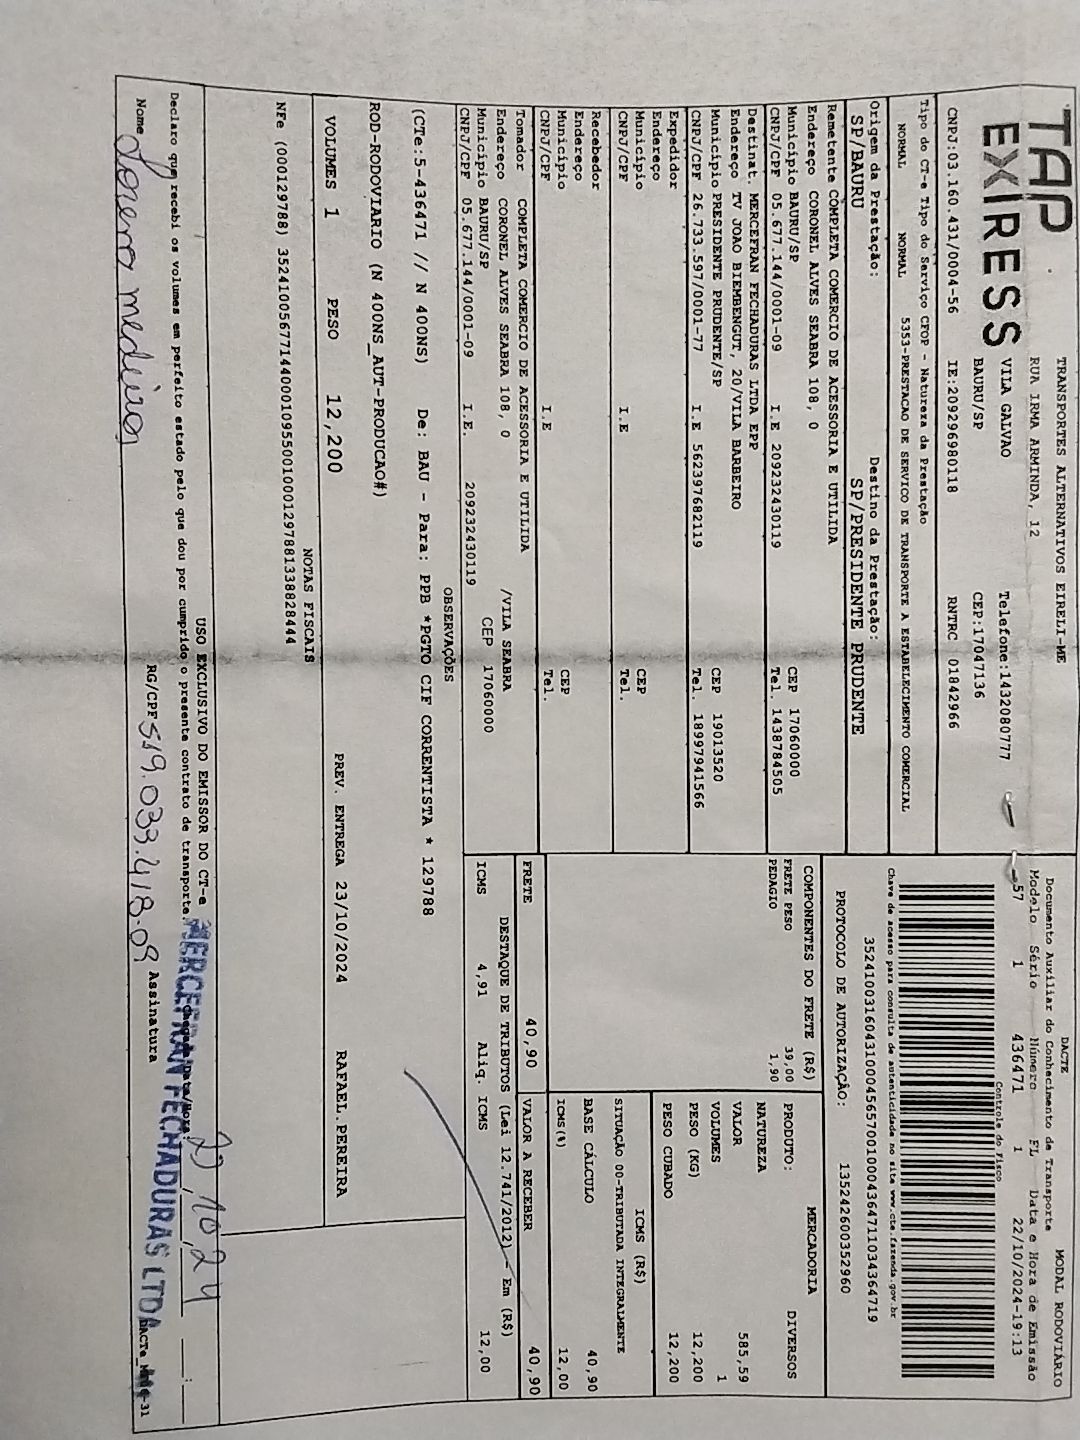 TAP
EXPRESS
TRANSPORTES ALTERNATIVOS EIRELI-ME
RUA IRMA ARMINDA, 12
VILA GALVAO Telefone:1432080777
BAURU/SP CEP:17047136
CNPJ:03.160.431/0004-56 IE:209296980118 RNTRC 01842966
DACTE MODAL RODOVIÁRIO
Documento Auxiliar do Conhecimento de Transporte
Modelo Série Número FL Data e Hora de Emissão
57 1 436471 1 22/10/2024-19:13
Controle do Fisco
Tipo do CT-e Tipo do Serviço CFOP - Natureza da Prestação
NORMAL NORMAL 5353-PRESTACAO DE SERVICO DE TRANSPORTE A ESTABELECIMENTO COMERCIAL
Chave de acesso para consulta de autenticidade no site www.cte.fazenda.gov.br
Origem da Prestação: Destino da Prestação:
SP/BAURU SP/PRESIDENTE PRUDENTE
PROTOCOLO DE AUTORIZAÇÃO: 135242600352960
Remetente COMPLETA COMERCIO DE ACESSORIA E UTILIDA
Endereço CORONEL ALVES SEABRA 108, 0
Município BAURU/SP CEP 17060000
CNPJ/CPF 05.677.144/0001-09 I.E 209232430119 Tel. 1438784505
Destinat. MERCEFRAN FECHADURAS LTDA EPP
Endereço TV JOAO BIEMBENGUT, 20/VILA BARBEIRO
Município PRESIDENTE PRUDENTE/SP CEP 19013520
CNPJ/CPF 26.733.597/0001-77 I.E 562397682119 Tel. 18997941566
Expedidor
Endereço
Município CEP
CNPJ/CPF I.E Tel.
Recebedor
Endereço
Município CEP
CNPJ/CPF I.E Tel.
Tomador COMPLETA COMERCIO DE ACESSORIA E UTILIDA
Endereço CORONEL ALVES SEABRA 108, 0 /VILA SEABRA
Município BAURU/SP CEP 17060000
CNPJ/CPF 05.677.144/0001-09 I.E. 209232430119
COMPONENTES DO FRETE (R$)
FRETE PESO 39,00
PEDAGIO 1,90
MERCADORIA
PRODUTO: DIVERSOS
NATUREZA
VALOR 585,59
VOLUMES 1
PESO (KG) 12,200
PESO CUBADO 12,200
ICMS (R$)
SITUAÇÃO 00-TRIBUTADA INTEGRALMENTE
BASE CÁLCULO 40,90
ICMS(%) 12,00
FRETE 40,90 VALOR A RECEBER 40,90
DESTAQUE DE TRIBUTOS (Lei 12.741/2012) - Em (R$)
ICMS 4,91 Aliq. ICMS 12,00
OBSERVAÇÕES
(CTe:5-436471 // N 400NS) De: BAU - Para: PPB *PGTO CIF CORRENTISTA * 129788
ROD-RODOVIARIO (N 400NS_AUT-PRODUCAO#)
VOLUMES 1 PESO 12,200 PREV. ENTREGA 23/10/2024 RAFAEL.PEREIRA
NOTAS FISCAIS
NFe (000129788) 35241005677144000109550010001297881338828444
USO EXCLUSIVO DO EMISSOR DO CT-e
Declaro que recebi os volumes em perfeito estado pelo que dou por cumprido o presente contrato de transporte.
Nome Lorena medeiros RG/CPF 519.033.418-09 Assinatura
MERCEFRAN FECHADURAS LTDA